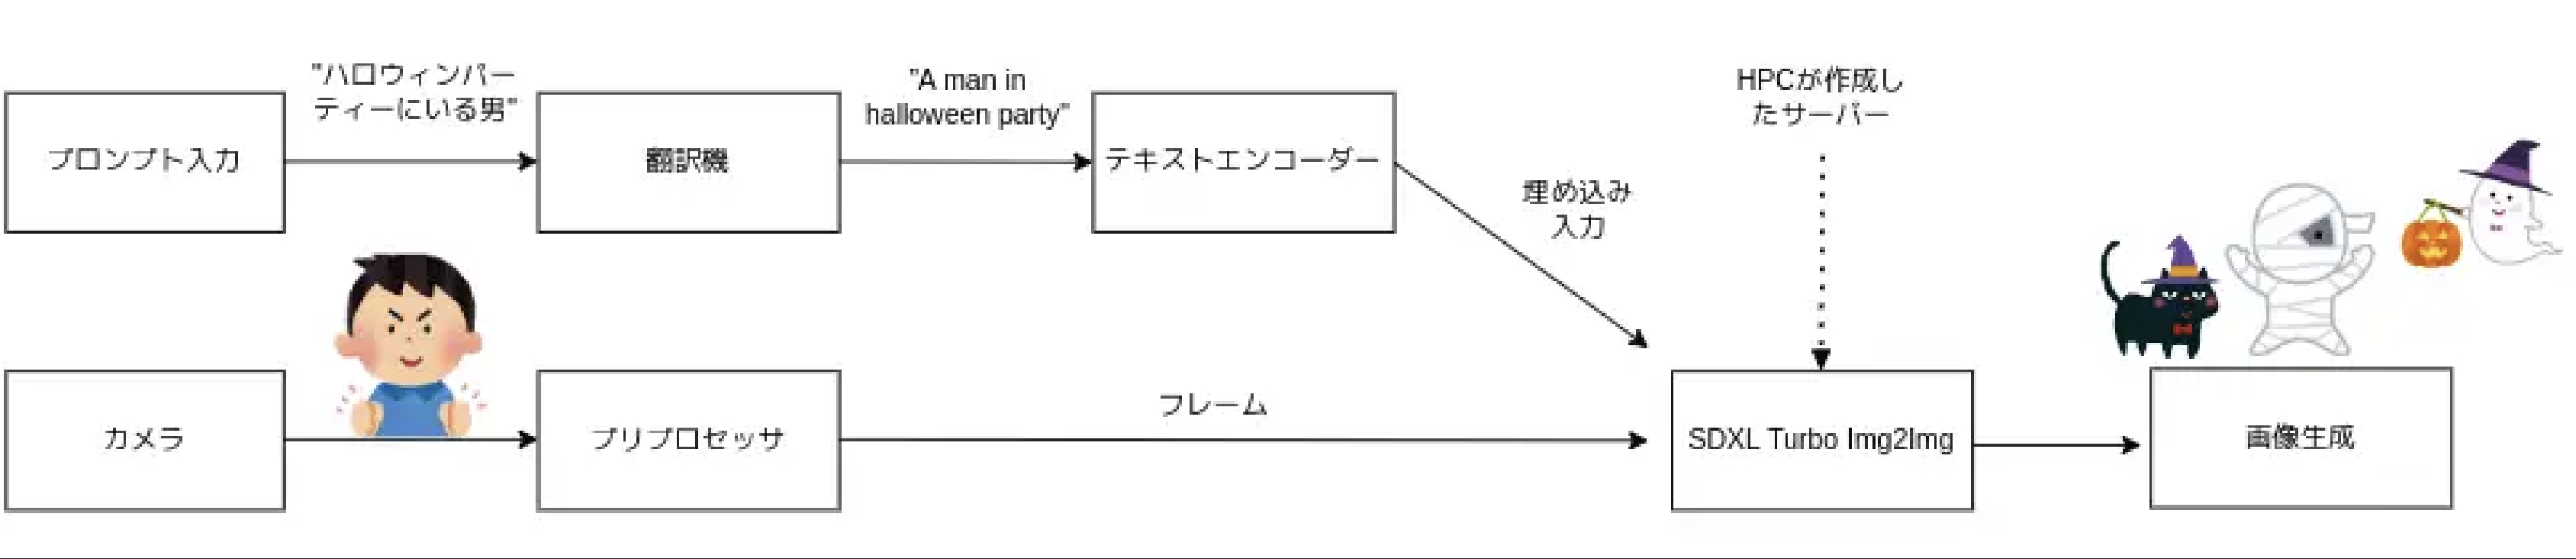 "ハロウィンパー
ティーにいる男"
"A man in
halloween party"
HPCが作成し
たサーバー
プロンプト入力
翻訳機
テキストエンコーダー
埋め込み
入力
フレーム
カメラ
プリプロセッサ
SDXL Turbo Img2Img
画像生成